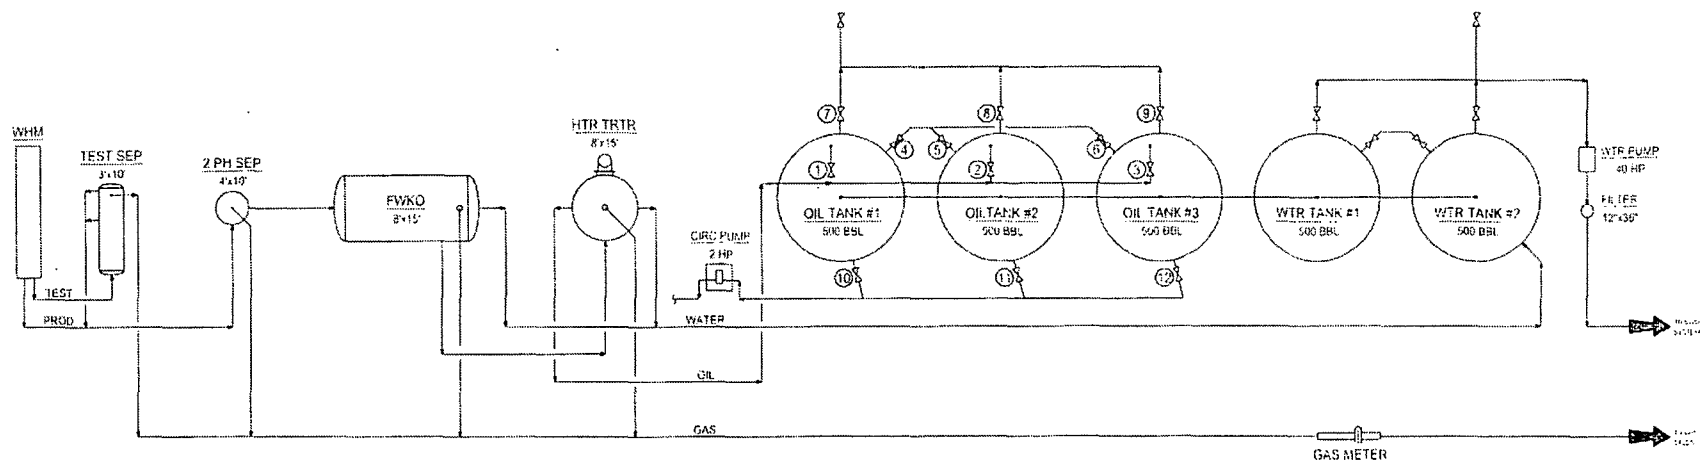 WHM
TEST
PROD
TEST SEP
3'x10'
2 PH SEP
4'x10'
FWKO
8'x15'
HTR TRTR
8'x15'
CIRC PUMP
2 HP
WATER
OIL
GAS
7
8
9
4
5
6
1
2
3
OIL TANK #1
500 BBL
OIL TANK #2
500 BBL
OIL TANK #3
500 BBL
WTR TANK #1
500 BBL
WTR TANK #2
500 BBL
10
11
12
WTR PUMP
40 HP
FILTER
12"x36"
GAS METER